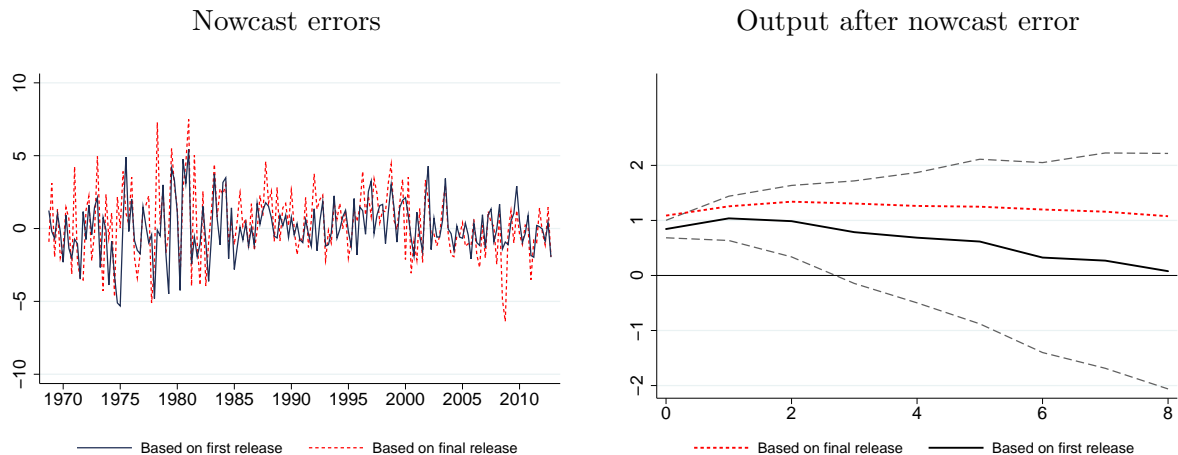 Nowcast errors
10
5
0
−5
−10
1970 1975 1980 1985 1990 1995 2000 2005 2010
Based on first release Based on final release
Output after nowcast error
2
1
0
−1
−2
0 2 4 6 8
Based on final release Based on first release